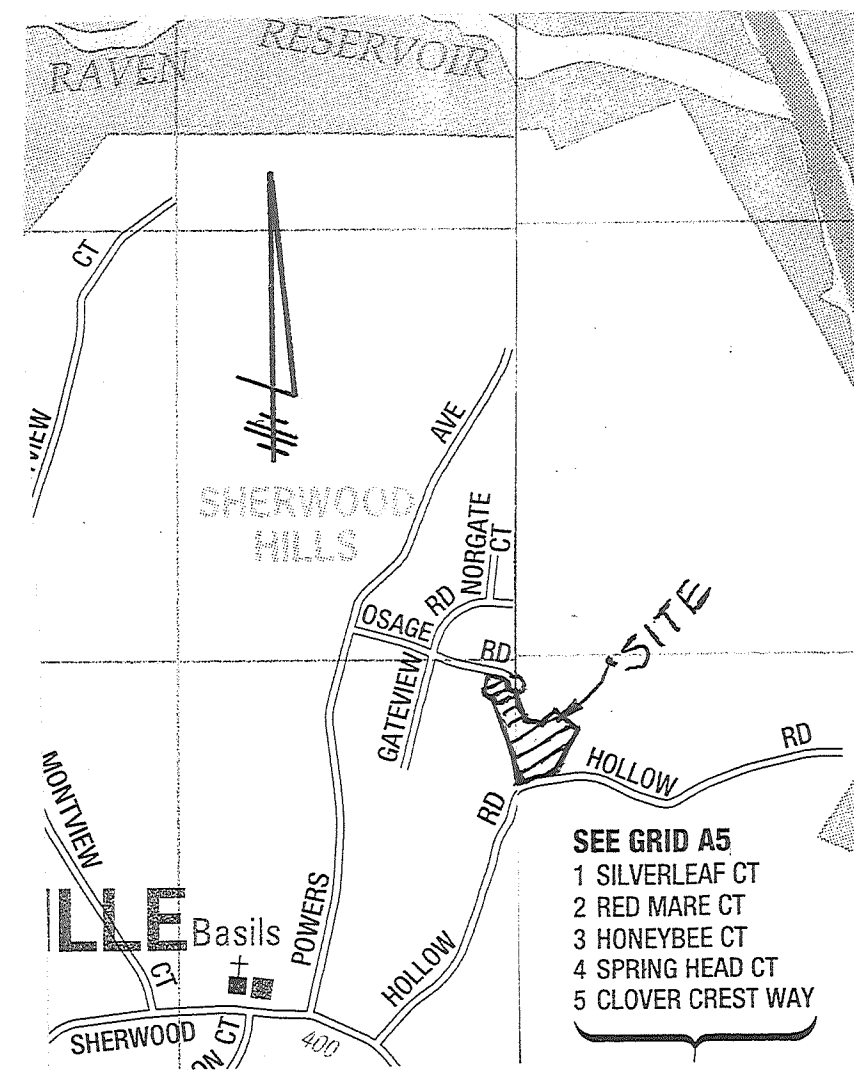 RAVEN
RESERVOIR
CT
VIEW
AVE
SHERWOOD
HILLS
NORGATE
CT
RD
OSAGE
RD
GATEVIEW
SITE
HOLLOW
RD
RD
MONTVIEW
CT
POWERS
HOLLOW
LLE
Basils
SHERWOOD
ON CT
400
SEE GRID A5
1 SILVERLEAF CT
2 RED MARE CT
3 HONEYBEE CT
4 SPRING HEAD CT
5 CLOVER CREST WAY